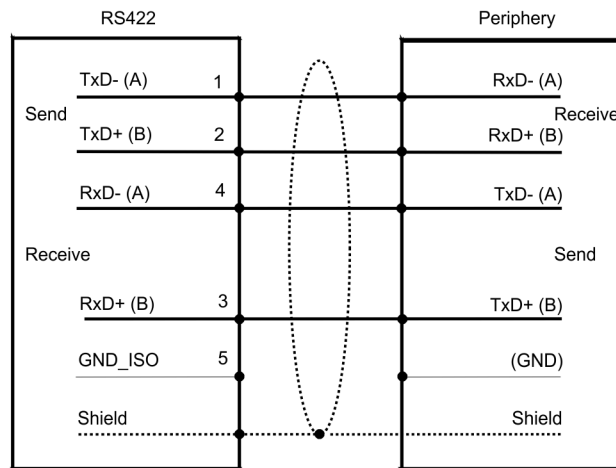 RS422 Periphery
TxD- (A) 1 RxD- (A)
Send Receive
TxD+ (B) 2 RxD+ (B)
RxD- (A) 4 TxD- (A)
Receive Send
RxD+ (B) 3 TxD+ (B)
GND_ISO 5 (GND)
Shield Shield